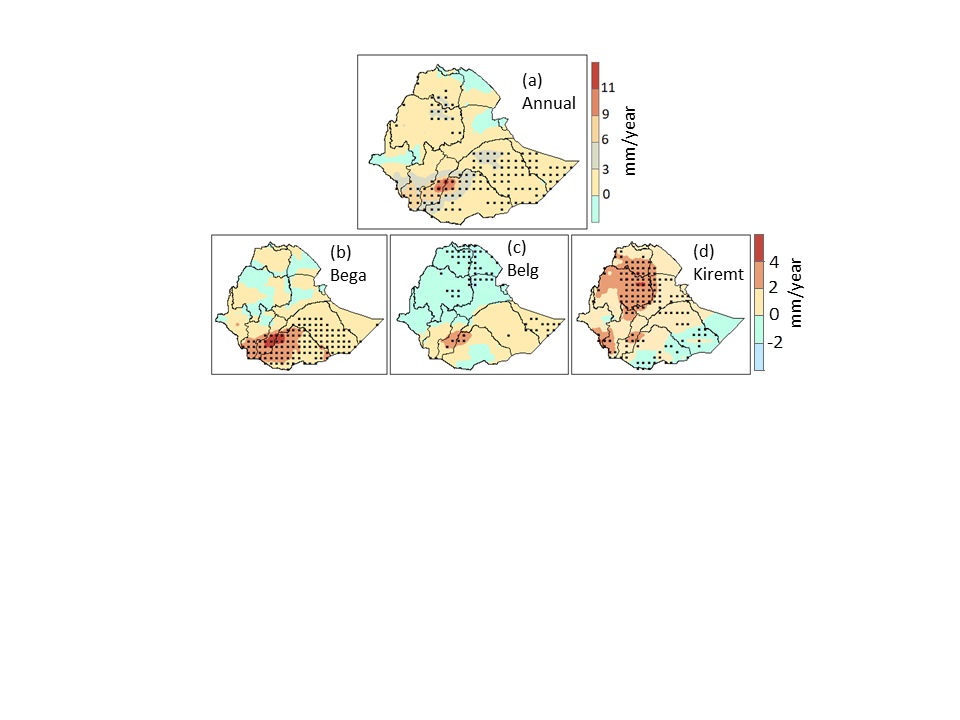 (a)
Annual
11
9
6
3
0
mm/year
(b)
Bega
(c)
Belg
(d)
Kiremt
4
2
0
-2
mm/year